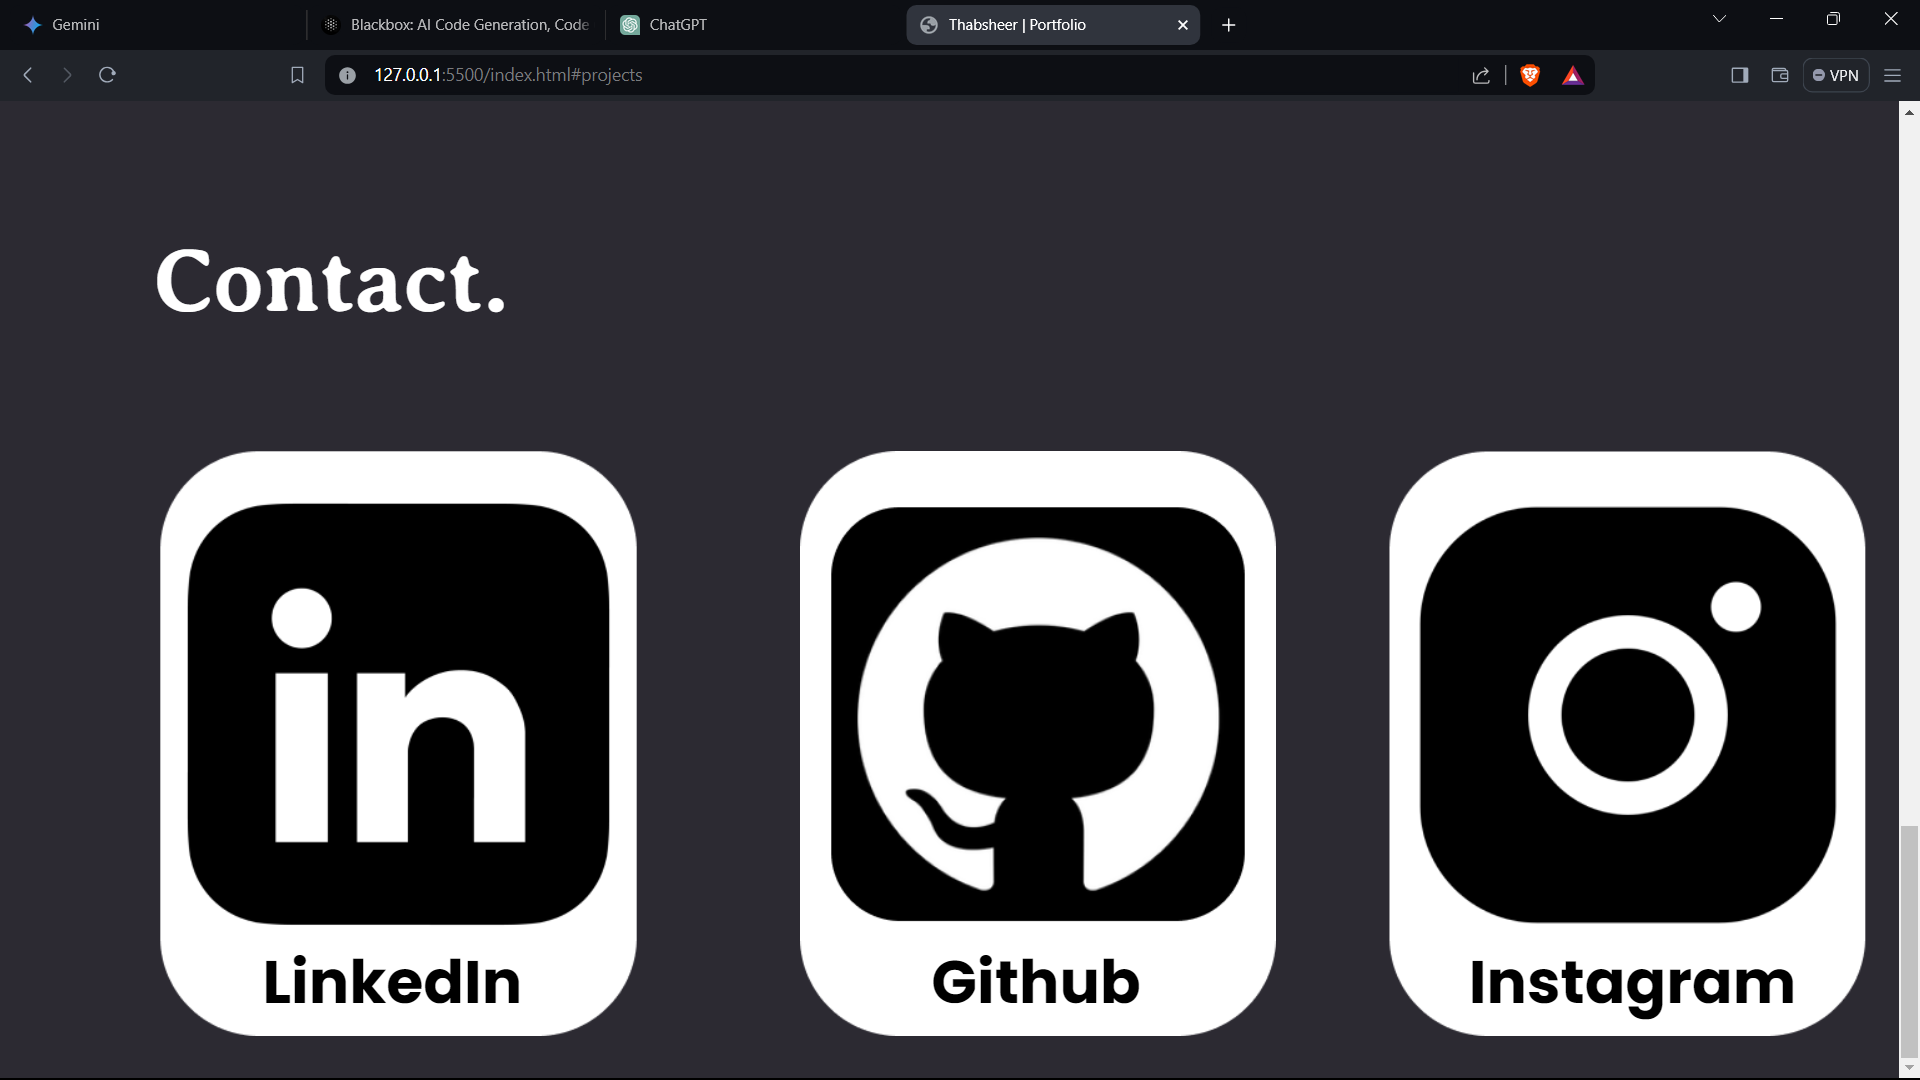 Gemini
Blackbox: AI Code Generation, Code
ChatGPT
Thabsheer | Portfolio
127.0.0.1:5500/index.html#projects
VPN
Contact.
in
LinkedIn
Github
Instagram